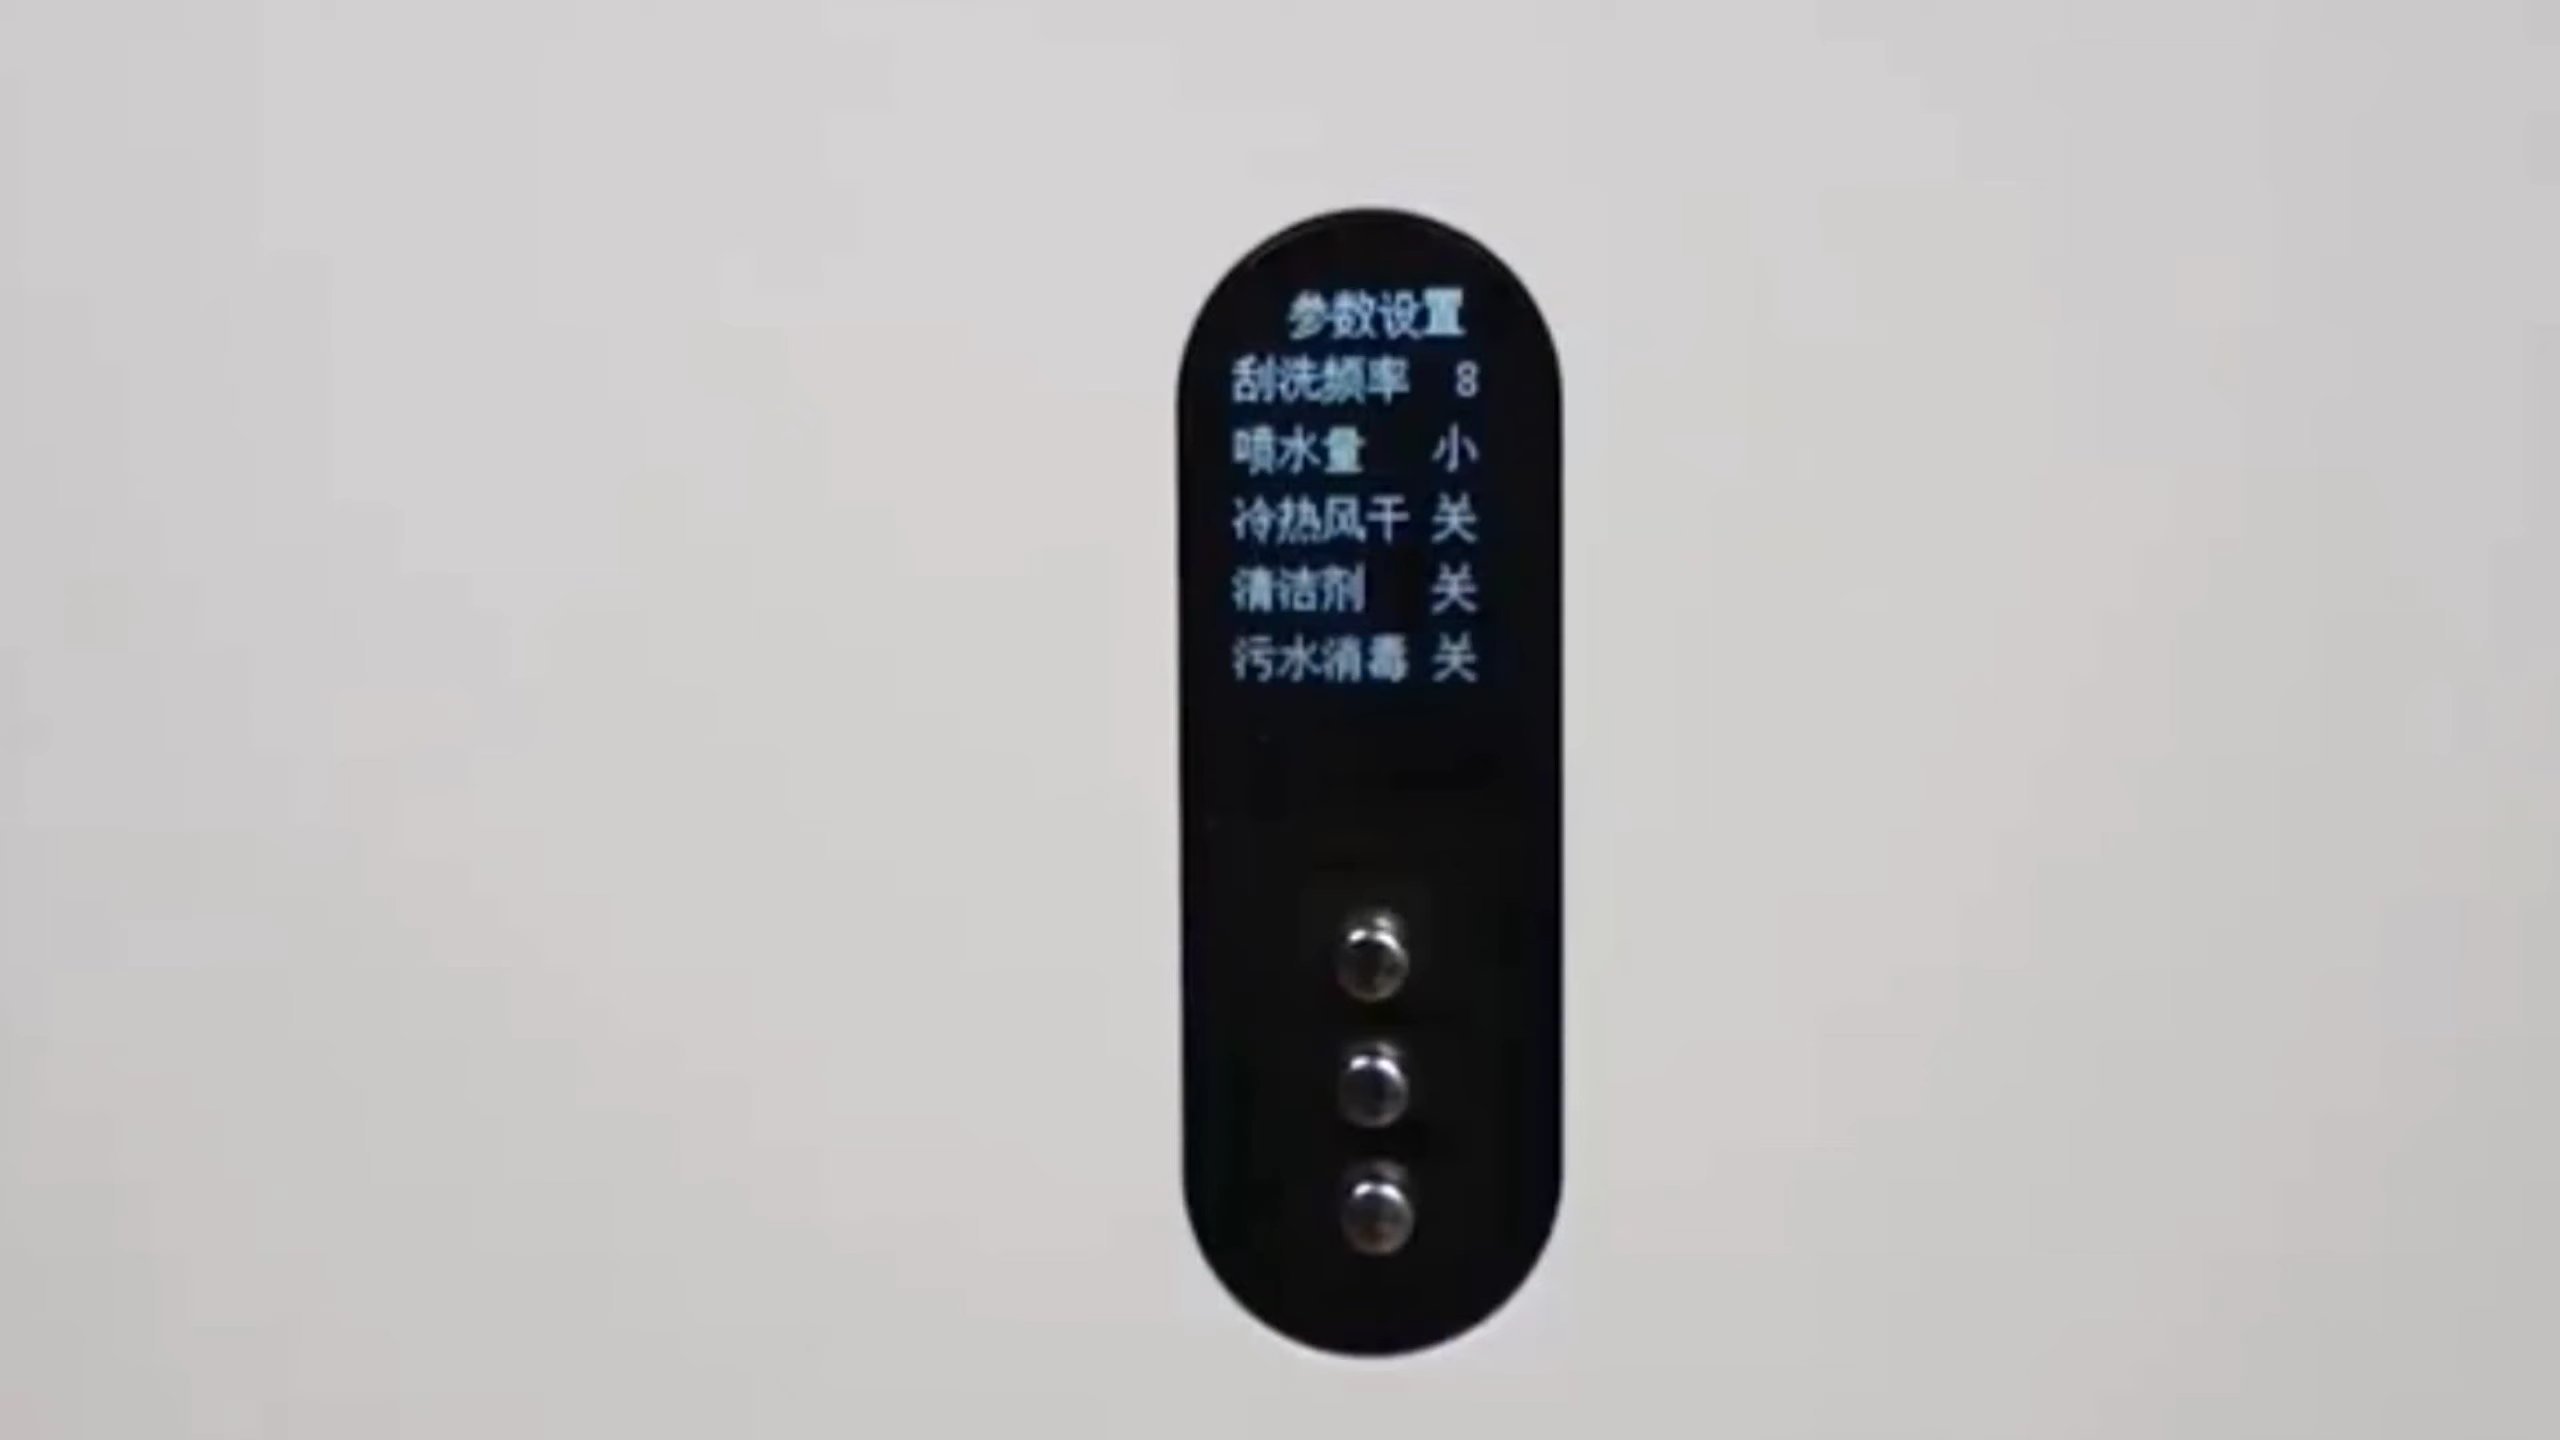 参数设置
刮洗频率 8
喷水量 小
冷热风干 关
清洁剂 关
污水消毒 关